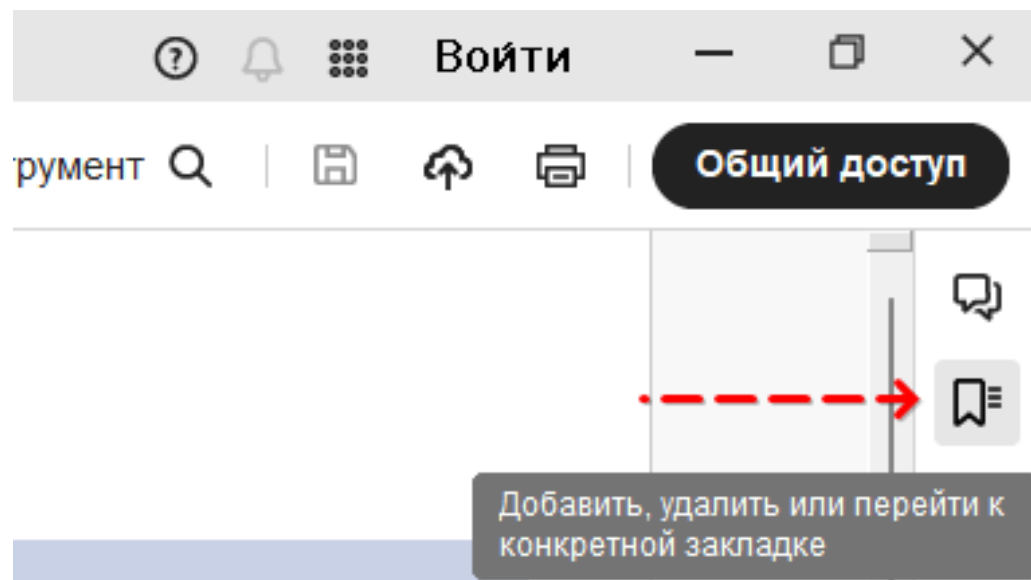 Войти
трумент
Общий доступ
Добавить, удалить или перейти к
конкретной закладке